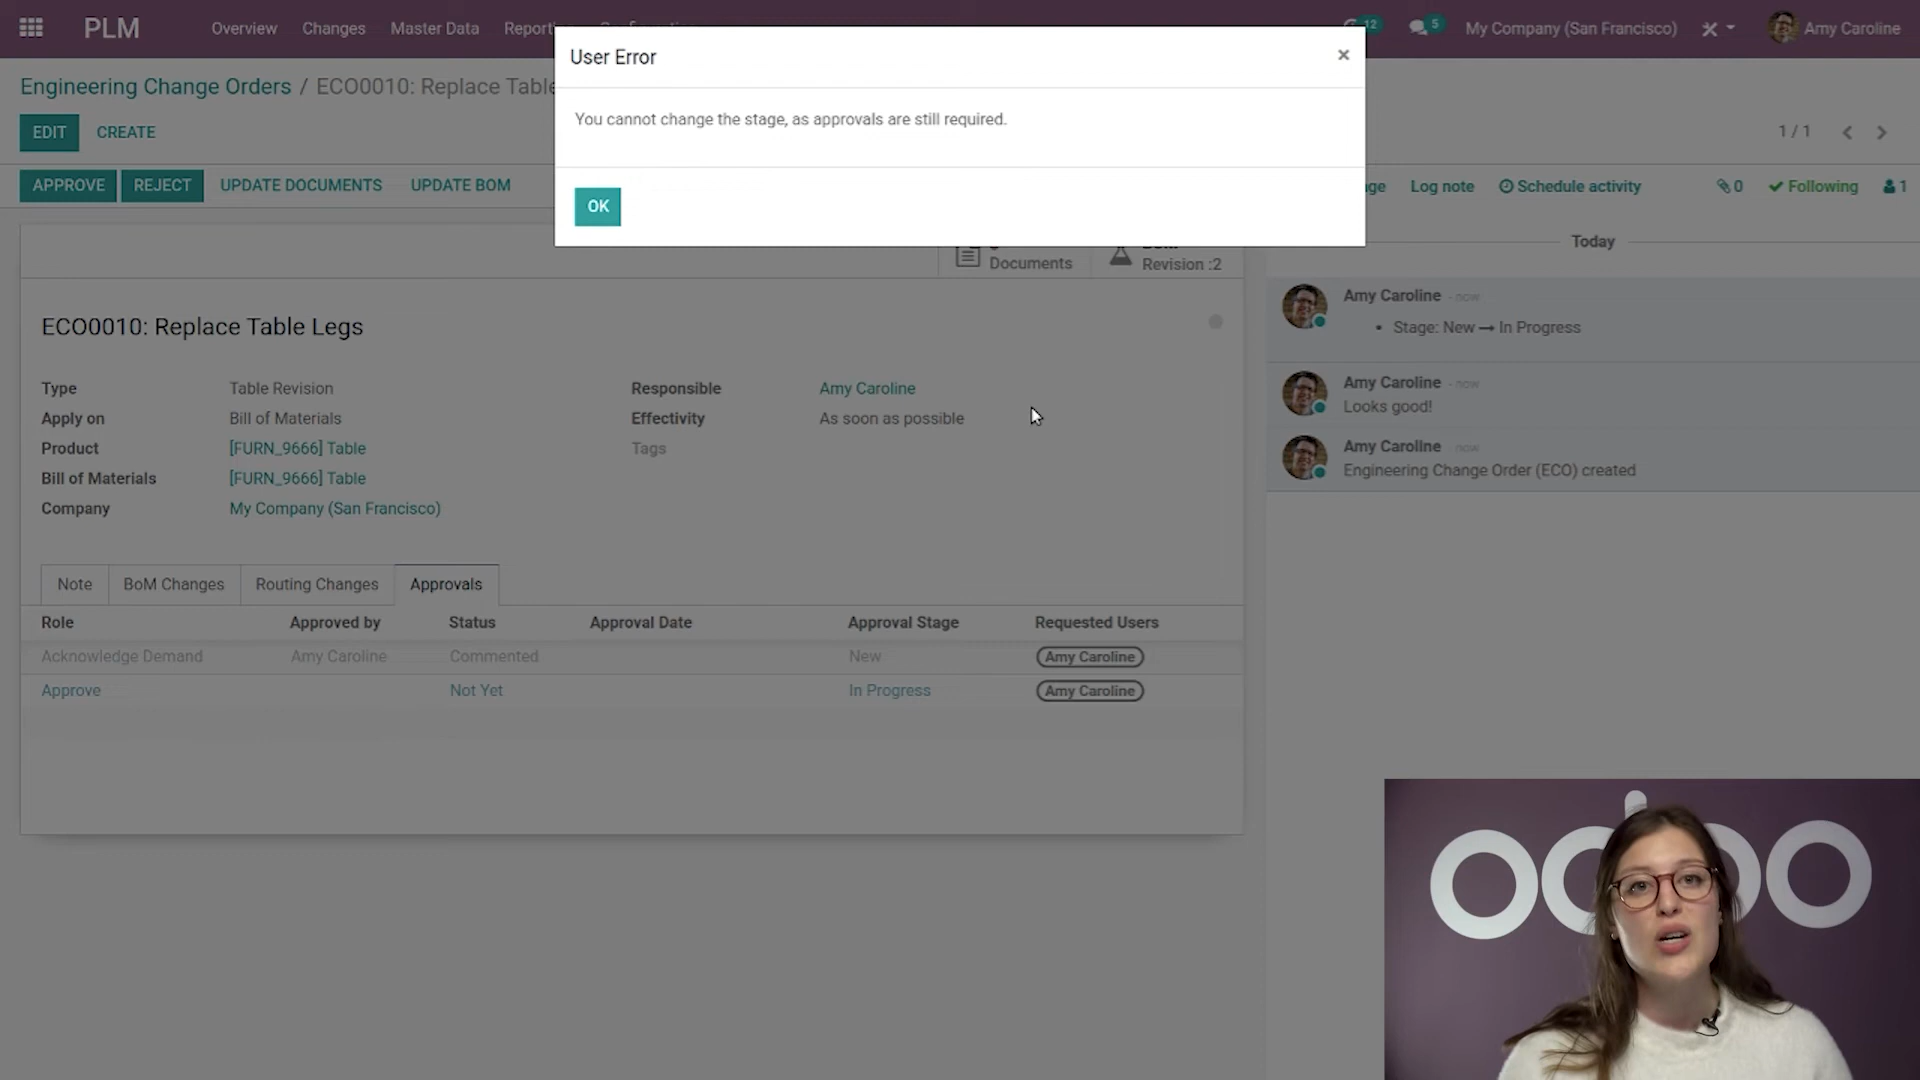 PLM
Overview
Changes
Master Data
12
5
My Company (San Francisco)
Amy Caroline
User Error
×
Engineering Change Orders / ECO0010: Replace Table
You cannot change the stage, as approvals are still required.
EDIT
CREATE
1 / 1
APPROVE
REJECT
UPDATE DOCUMENTS
UPDATE BOM
OK
Log note
Schedule activity
0
Following
1
Documents
Revision :2
Today
ECO0010: Replace Table Legs
Type
Table Revision
Responsible
Amy Caroline
Apply on
Bill of Materials
Effectivity
As soon as possible
Product
[FURN_9666] Table
Tags
Bill of Materials
[FURN_9666] Table
Company
My Company (San Francisco)
Amy Caroline - now
• Stage: New → In Progress
Amy Caroline - now
Looks good!
Amy Caroline - now
Engineering Change Order (ECO) created
Note
BoM Changes
Routing Changes
Approvals
Role
Approved by
Status
Approval Date
Approval Stage
Requested Users
Acknowledge Demand
Amy Caroline
Commented
New
Amy Caroline
Approve
Not Yet
In Progress
Amy Caroline
odoo